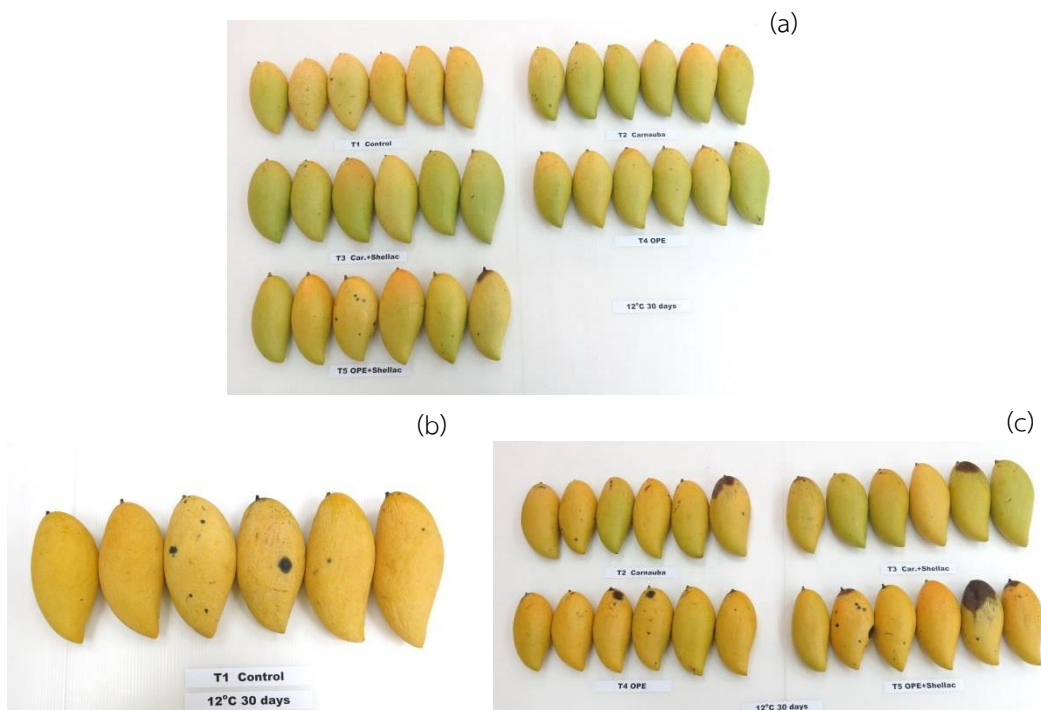 (a)
T1 Control
T2 Carnauba
T3 Car.+Shellac
T4 OPE
12°C 30 days
T5 OPE+Shellac
(b)
T1 Control
12°C 30 days
(c)
T2 Carnauba
T3 Car.+Shellac
T4 OPE
T5 OPE+Shellac
12°C 30 days